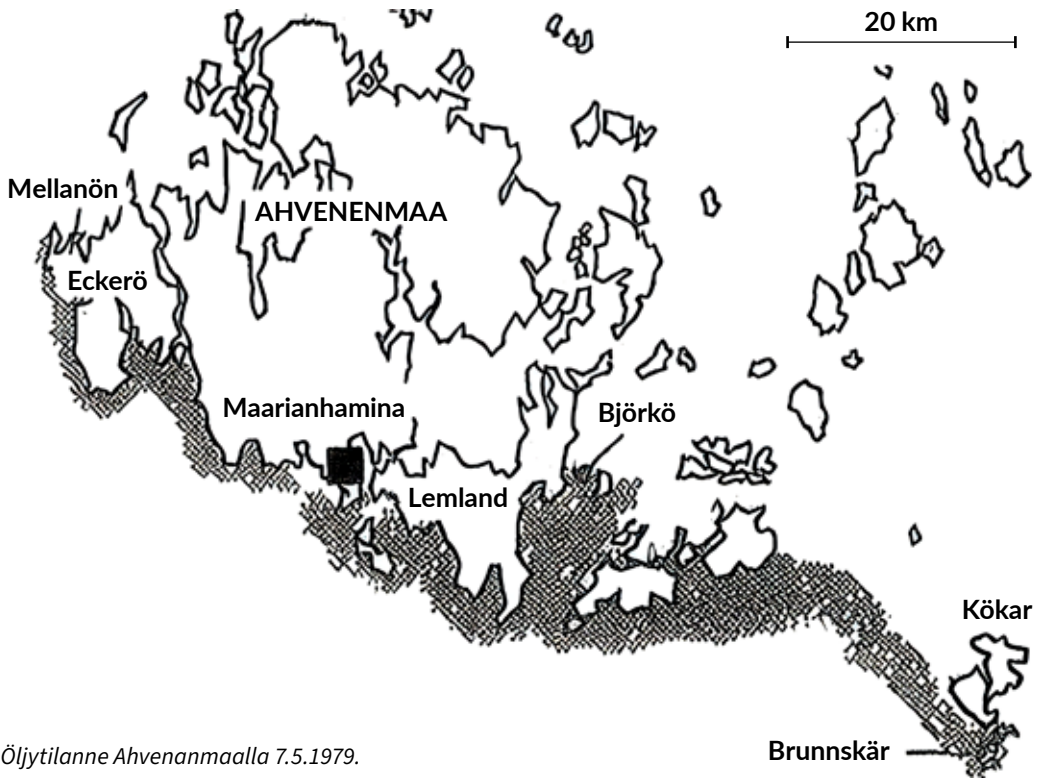 20 km
Mellanön
AHVENENMAA
Eckerö
Maarianhamina
Björkö
Lemland
Kökar
Brunnskär
Öljytilanne Ahvenanmaalla 7.5.1979.